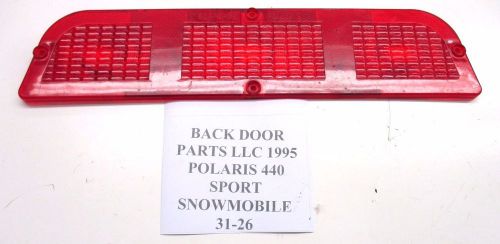 BACK DOOR
PARTS LLC 1995
POLARIS 440
SPORT
SNOWMOBILE
31-26